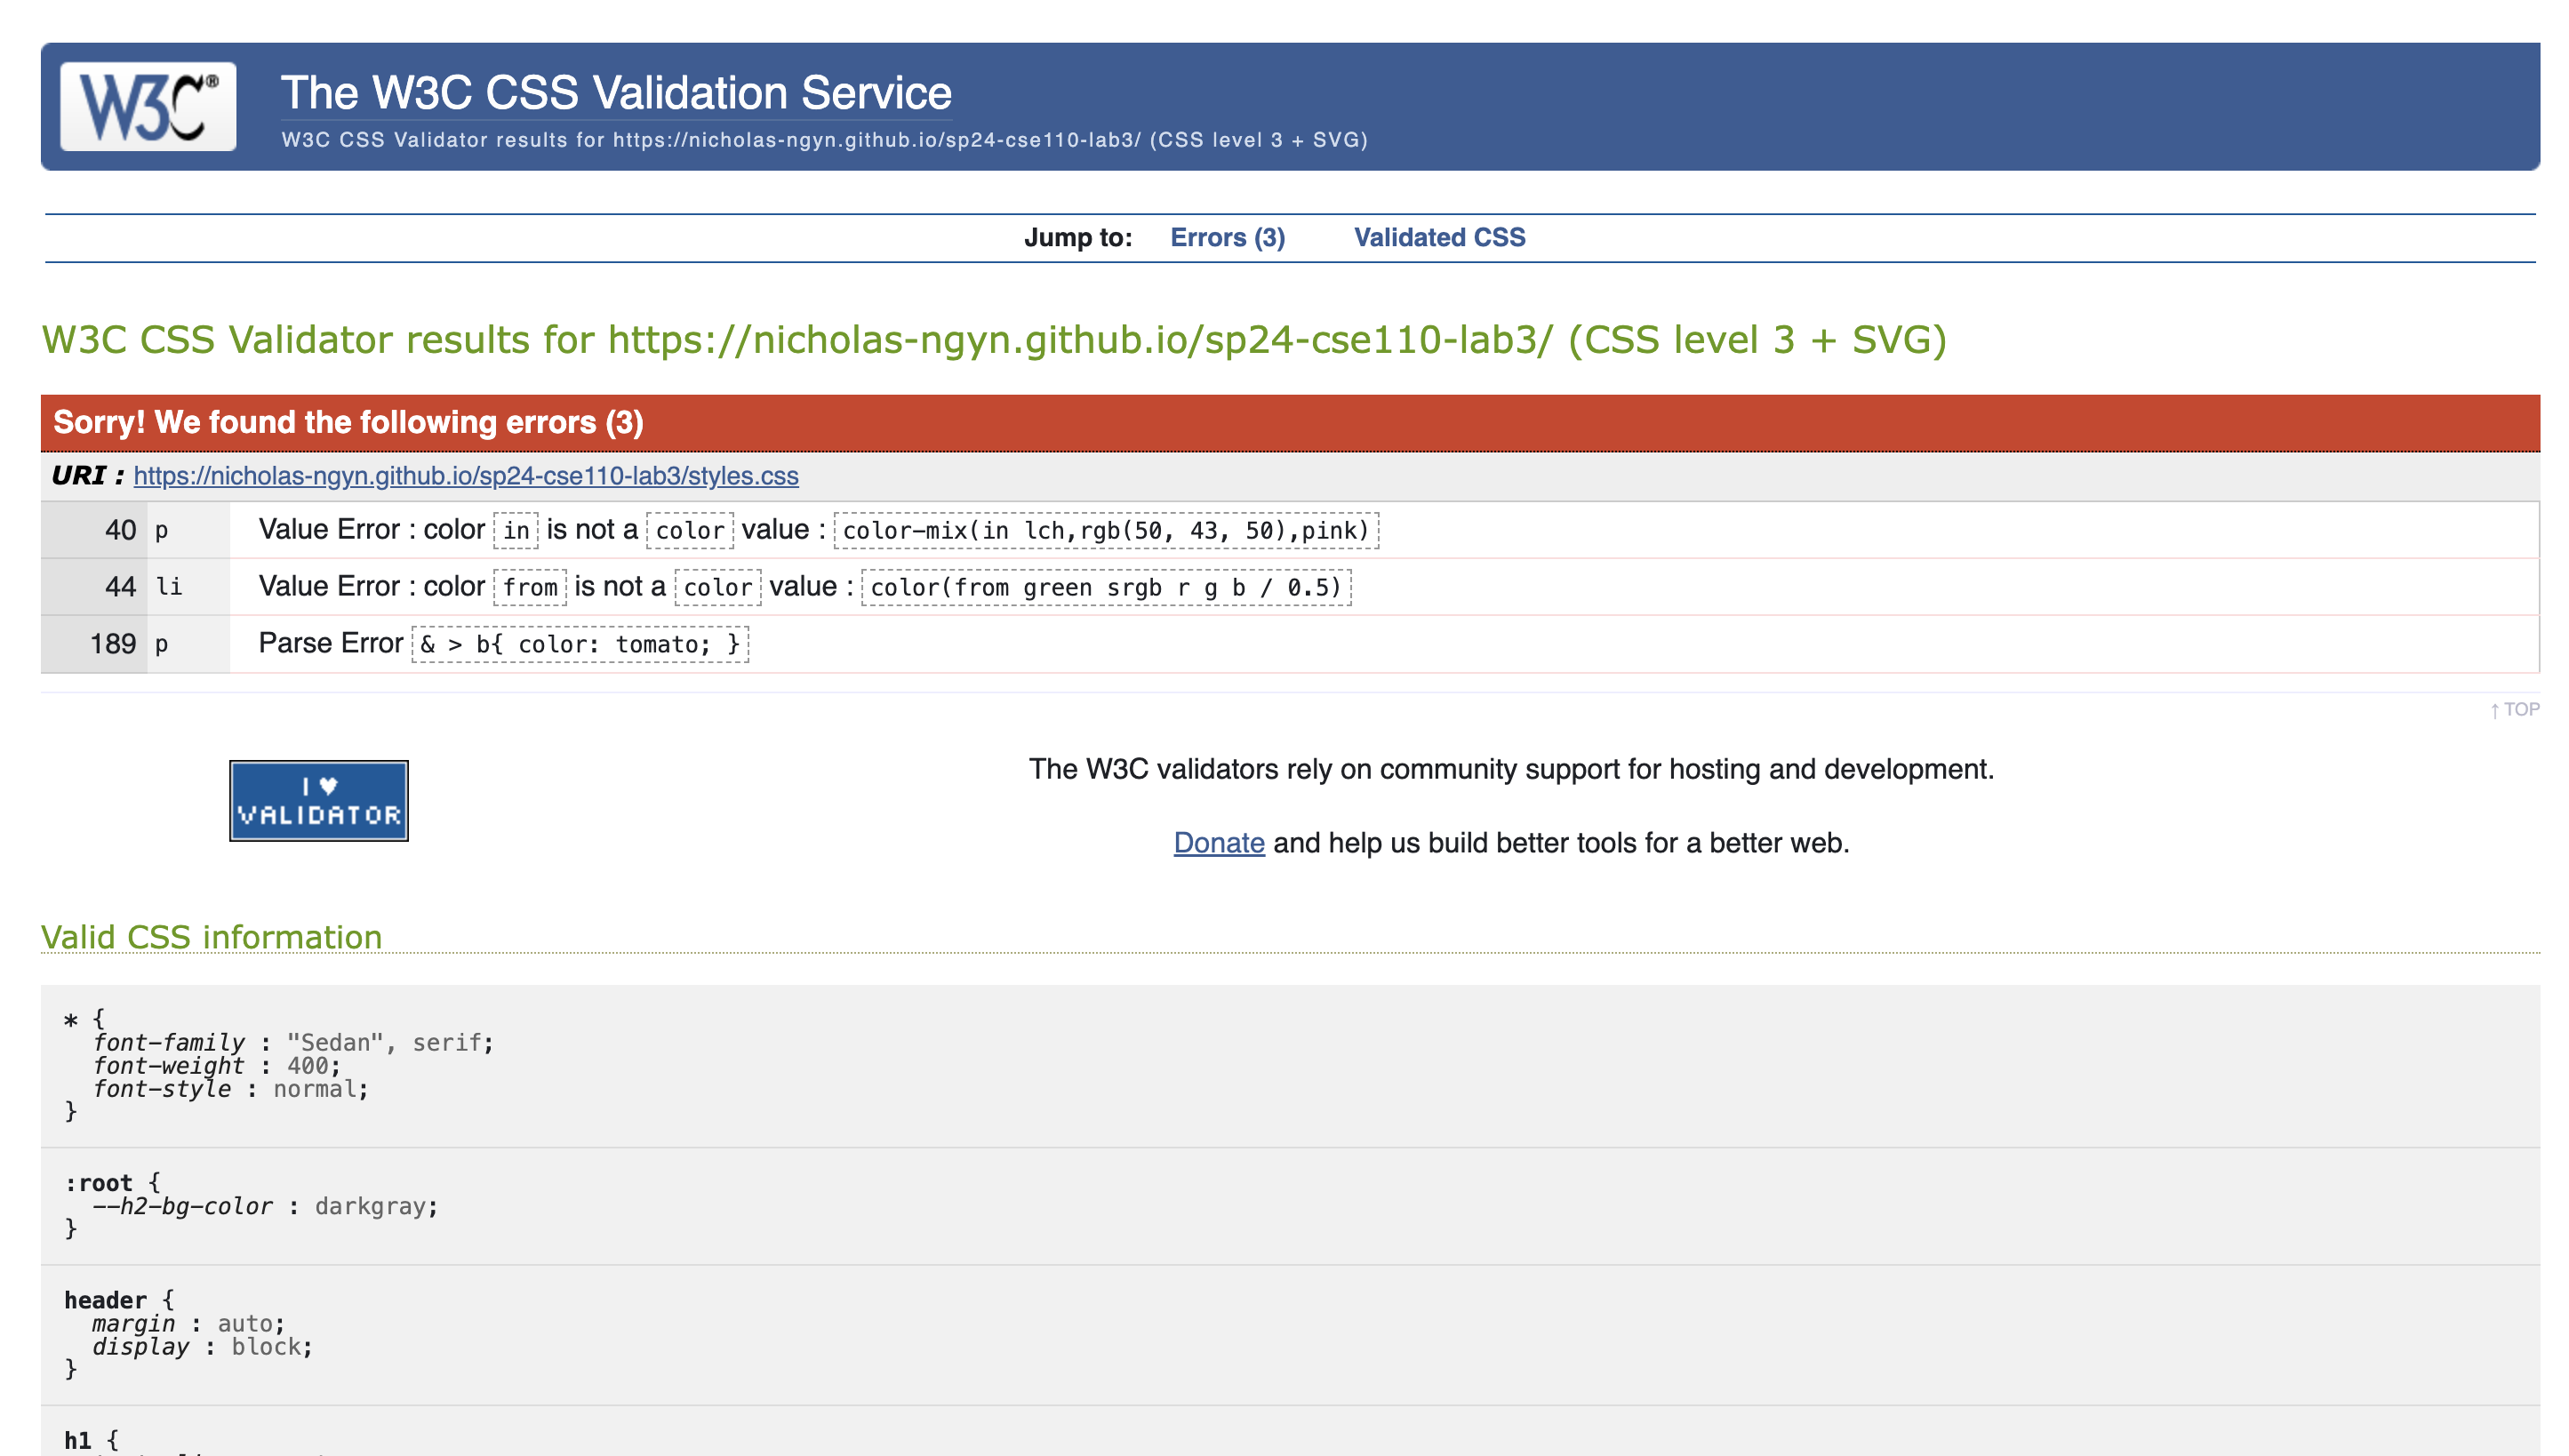 W3C®
The W3C CSS Validation Service
W3C CSS Validator results for https://nicholas-ngyn.github.io/sp24-cse110-lab3/ (CSS level 3 + SVG)
Jump to: Errors (3) Validated CSS
W3C CSS Validator results for https://nicholas-ngyn.github.io/sp24-cse110-lab3/ (CSS level 3 + SVG)
Sorry! We found the following errors (3)
URI : https://nicholas-ngyn.github.io/sp24-cse110-lab3/styles.css
40 p Value Error : color in is not a color value : color-mix(in lch,rgb(50, 43, 50),pink)
44 li Value Error : color from is not a color value : color(from green srgb r g b / 0.5)
189 p Parse Error & > b{ color: tomato; }
↑ TOP
I ♥
VALIDATOR
The W3C validators rely on community support for hosting and development.
Donate and help us build better tools for a better web.
Valid CSS information
* {
font-family : "Sedan", serif;
font-weight : 400;
font-style : normal;
}
:root {
--h2-bg-color : darkgray;
}
header {
margin : auto;
display : block;
}
h1 {